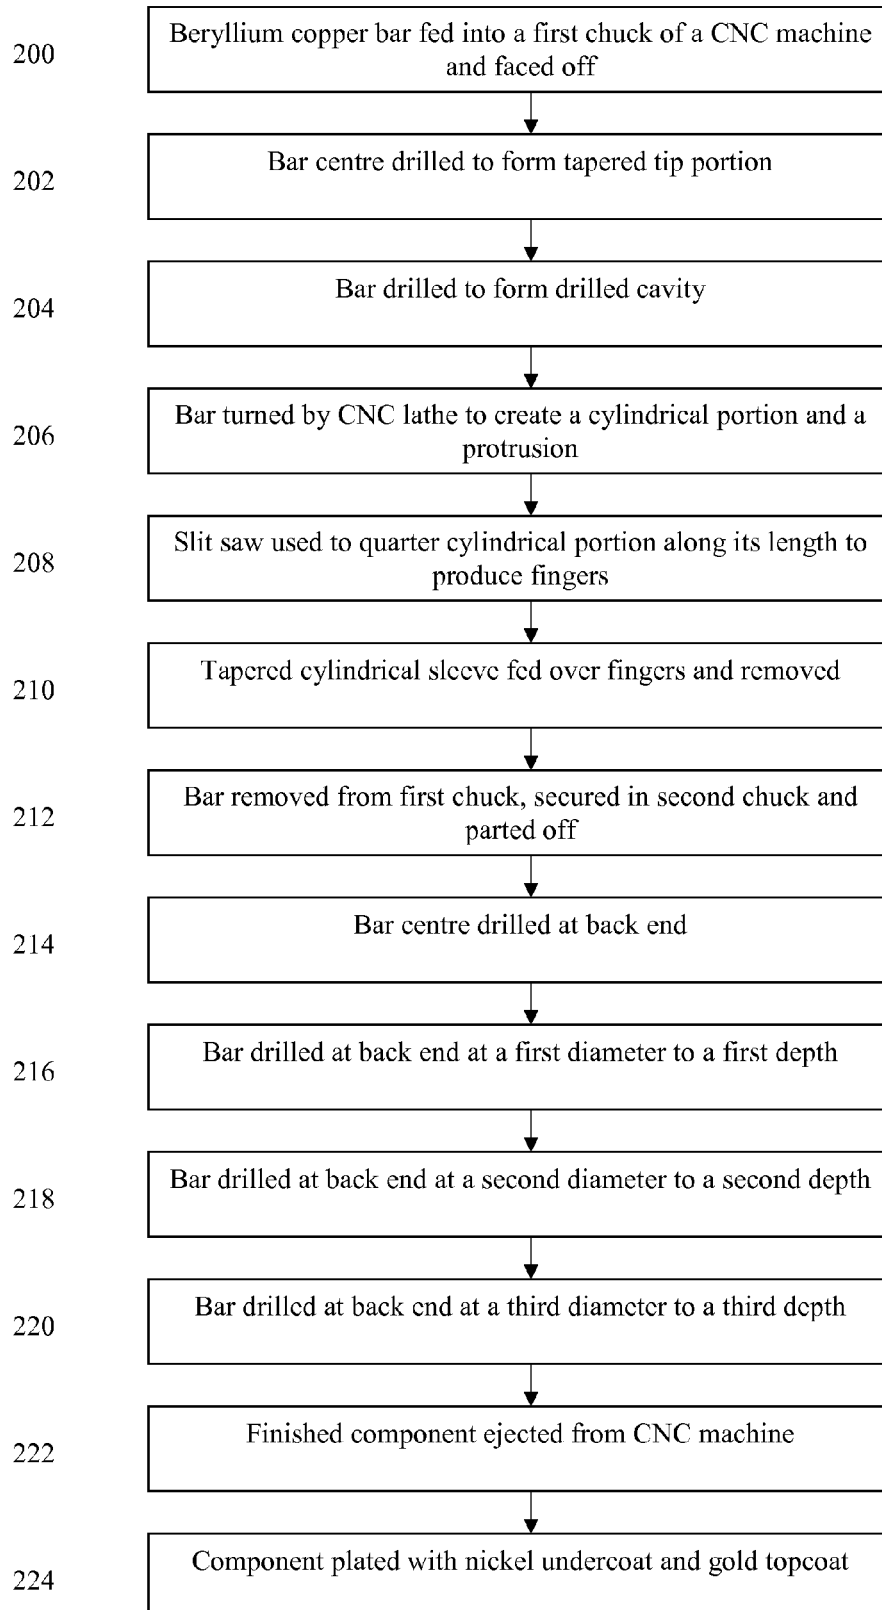 200
Beryllium copper bar fed into a first chuck of a CNC machine
and faced off
202
Bar centre drilled to form tapered tip portion
204
Bar drilled to form drilled cavity
206
Bar turned by CNC lathe to create a cylindrical portion and a
protrusion
208
Slit saw used to quarter cylindrical portion along its length to
produce fingers
210
Tapered cylindrical sleeve fed over fingers and removed
212
Bar removed from first chuck, secured in second chuck and
parted off
214
Bar centre drilled at back end
216
Bar drilled at back end at a first diameter to a first depth
218
Bar drilled at back end at a second diameter to a second depth
220
Bar drilled at back end at a third diameter to a third depth
222
Finished component ejected from CNC machine
224
Component plated with nickel undercoat and gold topcoat